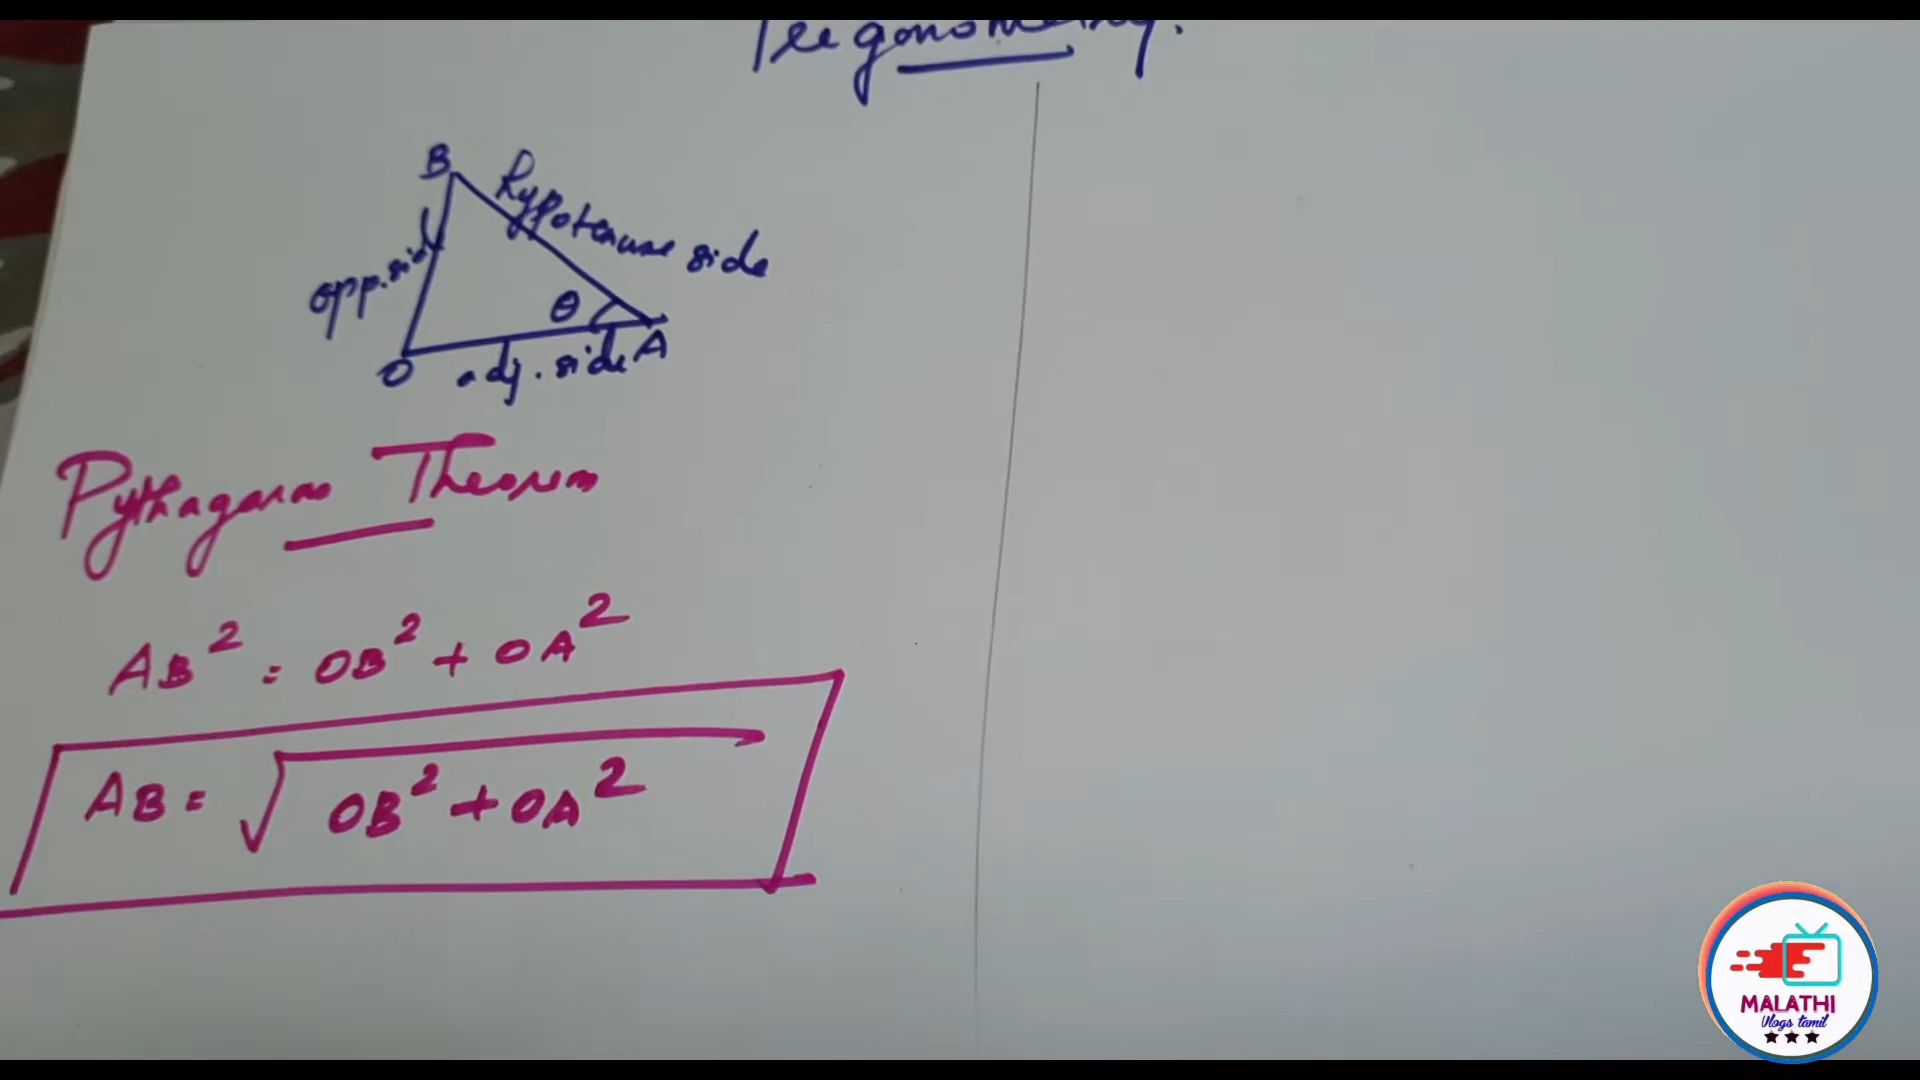 Trigonometry.
B
hypotenuse side
opp. side
θ
O
A
adj. side
Pythagoras Theorem
AB² = OB² + OA²
AB = √OB² + OA²
MALATHI
Vlogs tamil